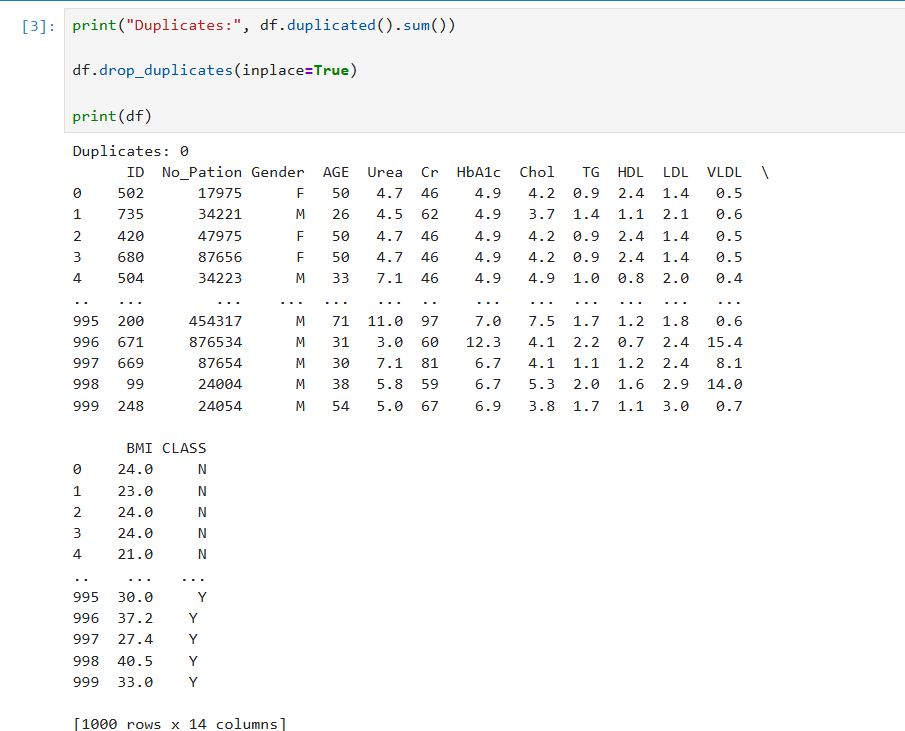 [3]: print("Duplicates:", df.duplicated().sum())
df.drop_duplicates(inplace=True)
print(df)
Duplicates: 0
ID No_Pation Gender AGE Urea Cr HbA1c Chol TG HDL LDL VLDL \
0 502 17975 F 50 4.7 46 4.9 4.2 0.9 2.4 1.4 0.5
1 735 34221 M 26 4.5 62 4.9 3.7 1.4 1.1 2.1 0.6
2 420 47975 F 50 4.7 46 4.9 4.2 0.9 2.4 1.4 0.5
3 680 87656 F 50 4.7 46 4.9 4.2 0.9 2.4 1.4 0.5
4 504 34223 M 33 7.1 46 4.9 4.9 1.0 0.8 2.0 0.4
.. ... ... ... ... ... .. ... ... ... ... ... ...
995 200 454317 M 71 11.0 97 7.0 7.5 1.7 1.2 1.8 0.6
996 671 876534 M 31 3.0 60 12.3 4.1 2.2 0.7 2.4 15.4
997 669 87654 M 30 7.1 81 6.7 4.1 1.1 1.2 2.4 8.1
998 99 24004 M 38 5.8 59 6.7 5.3 2.0 1.6 2.9 14.0
999 248 24054 M 54 5.0 67 6.9 3.8 1.7 1.1 3.0 0.7
BMI CLASS
0 24.0 N
1 23.0 N
2 24.0 N
3 24.0 N
4 21.0 N
.. ... ...
995 30.0 Y
996 37.2 Y
997 27.4 Y
998 40.5 Y
999 33.0 Y
[1000 rows x 14 columns]